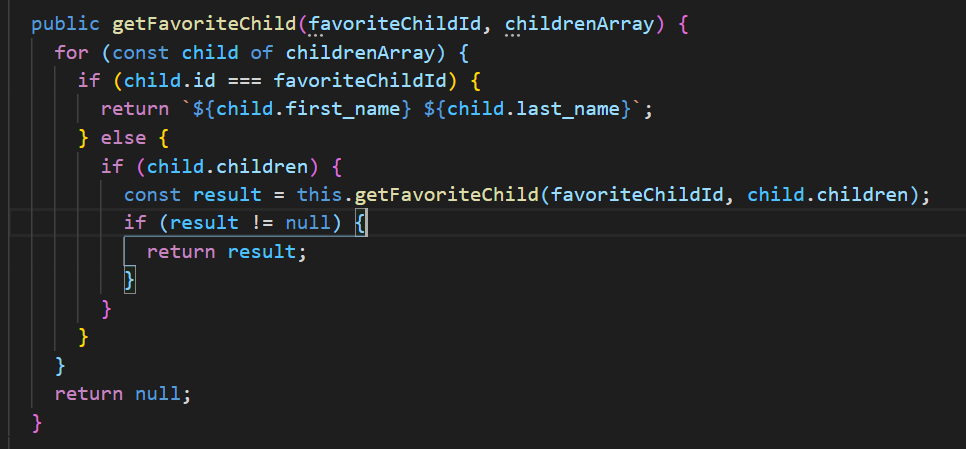 public getFavoriteChild(favoriteChildId, childrenArray) {
for (const child of childrenArray) {
if (child.id === favoriteChildId) {
return `${child.first_name} ${child.last_name}`;
} else {
if (child.children) {
const result = this.getFavoriteChild(favoriteChildId, child.children);
if (result != null) {
return result;
}
}
}
}
return null;
}